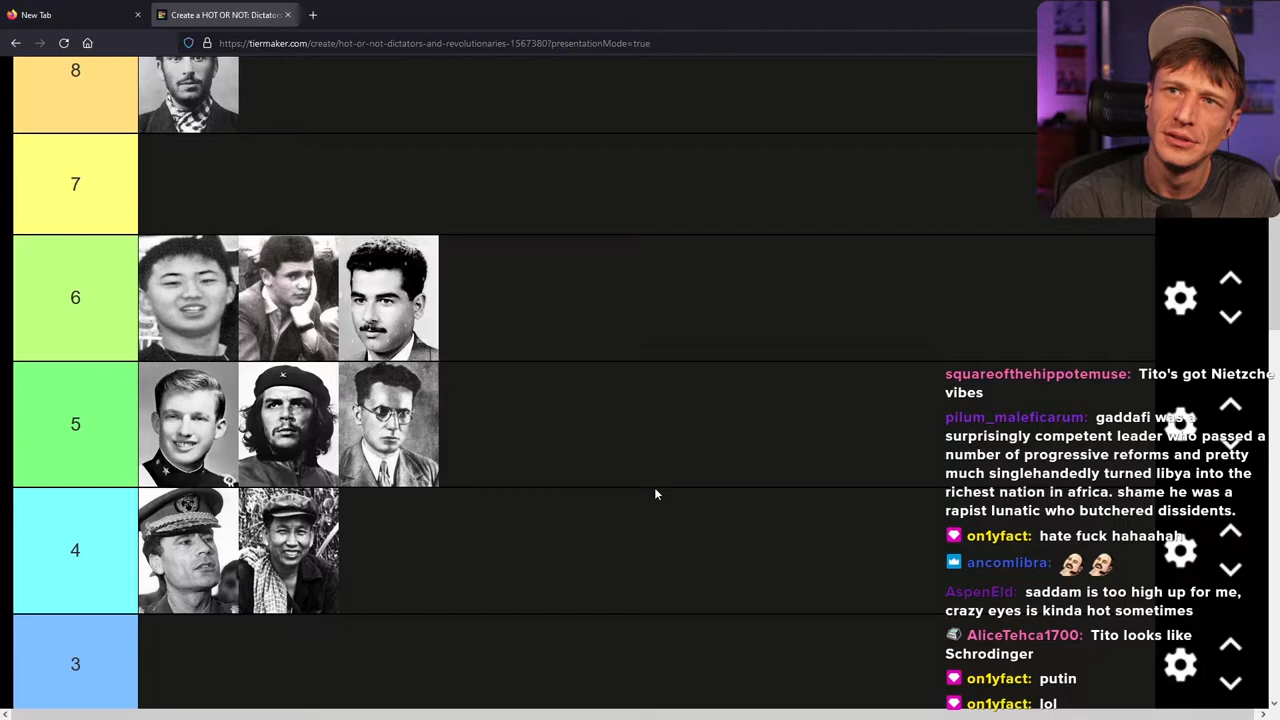 New Tab
Create a HOT OR NOT: Dictators
https://tiermaker.com/create/hot-or-not-dictators-and-revolutionaries-1567380?presentationMode=true
8
7
6
5
4
3
squareofthehippotemuse: Tito's got Nietzche
vibes
pilum_maleficarum: gaddafi was a
surprisingly competent leader who passed a
number of progressive reforms and pretty
much singlehandedly turned libya into the
richest nation in africa. shame he was a
rapist lunatic who butchered dissidents.
on1yfact: hate fuck hahaahah
ancomlibra:
AspenEld: saddam is too high up for me,
crazy eyes is kinda hot sometimes
AliceTehca1700: Tito looks like
Schrodinger
on1yfact: putin
on1yfact: lol